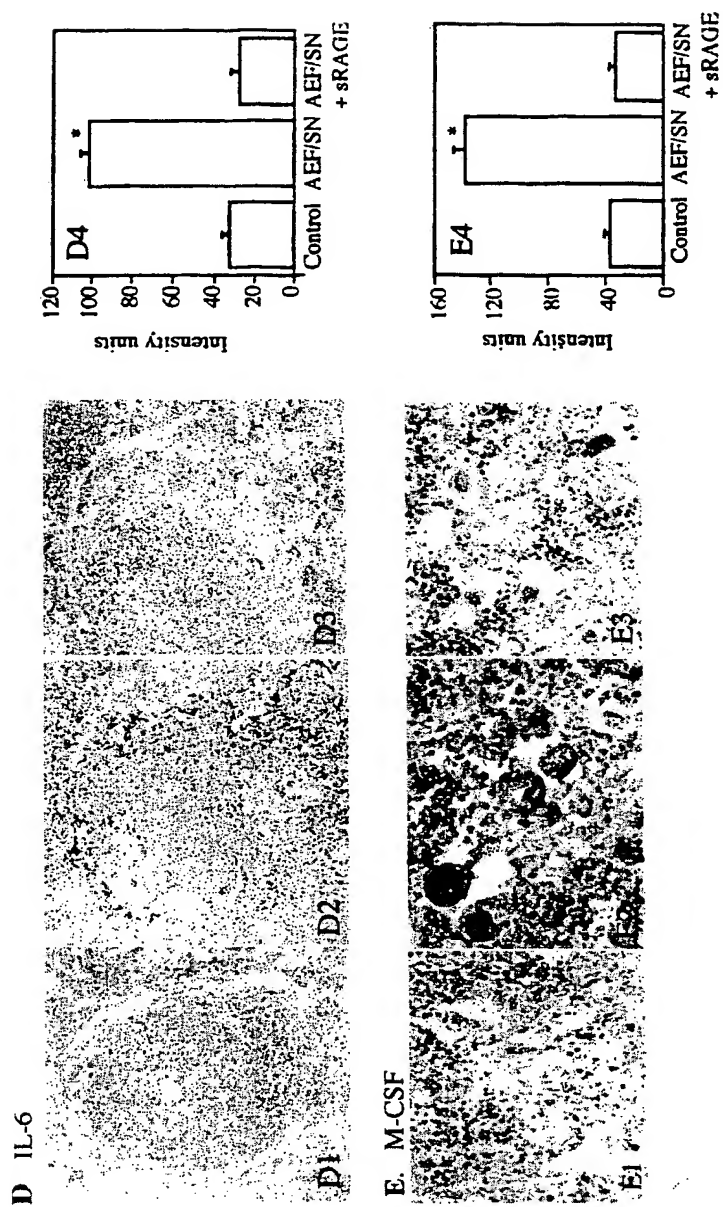 D IL-6
D1
D2
D3
D4
Intensity units
120
100
80
60
40
20
0
*
Control AEF/SN AEF/SN
+ sRAGE
E. M-CSF
E1
E3
E4
Intensity units
160
120
80
40
0
*
Control AEF/SN AEF/SN
+ sRAGE